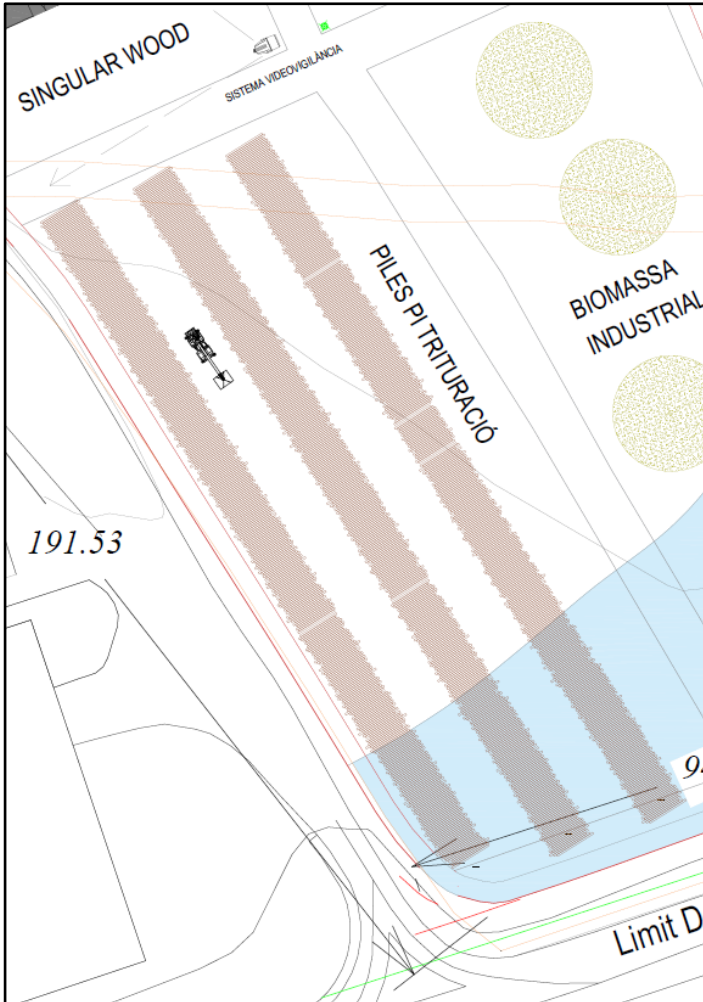 SINGULAR WOOD
SISTEMA VIDEOVIGILÀNCIA
PILES PI TRITURACIÓ
BIOMASSA
INDUSTRIAL
191.53
Limit D